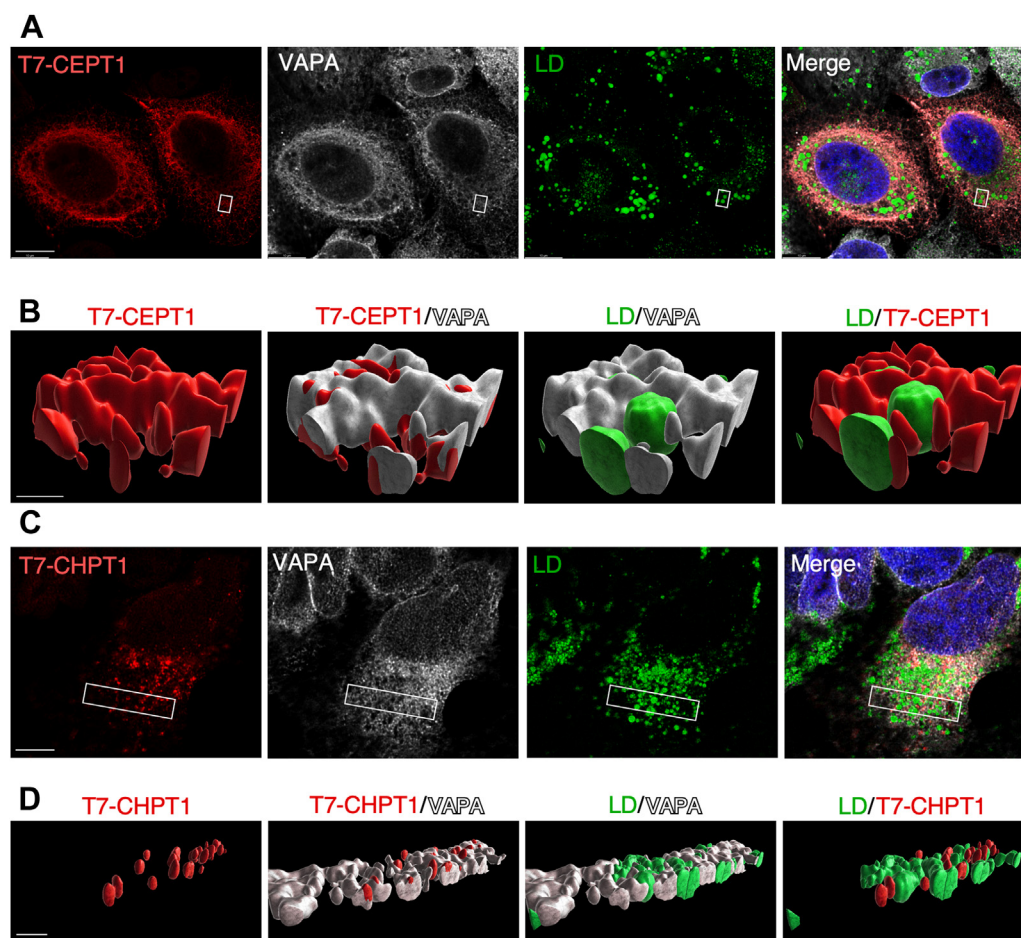 A
T7-CEPT1 VAPA LD Merge
B
T7-CEPT1 T7-CEPT1/VAPA LD/VAPA LD/T7-CEPT1
C
T7-CHPT1 VAPA LD Merge
D
T7-CHPT1 T7-CHPT1/VAPA LD/VAPA LD/T7-CHPT1